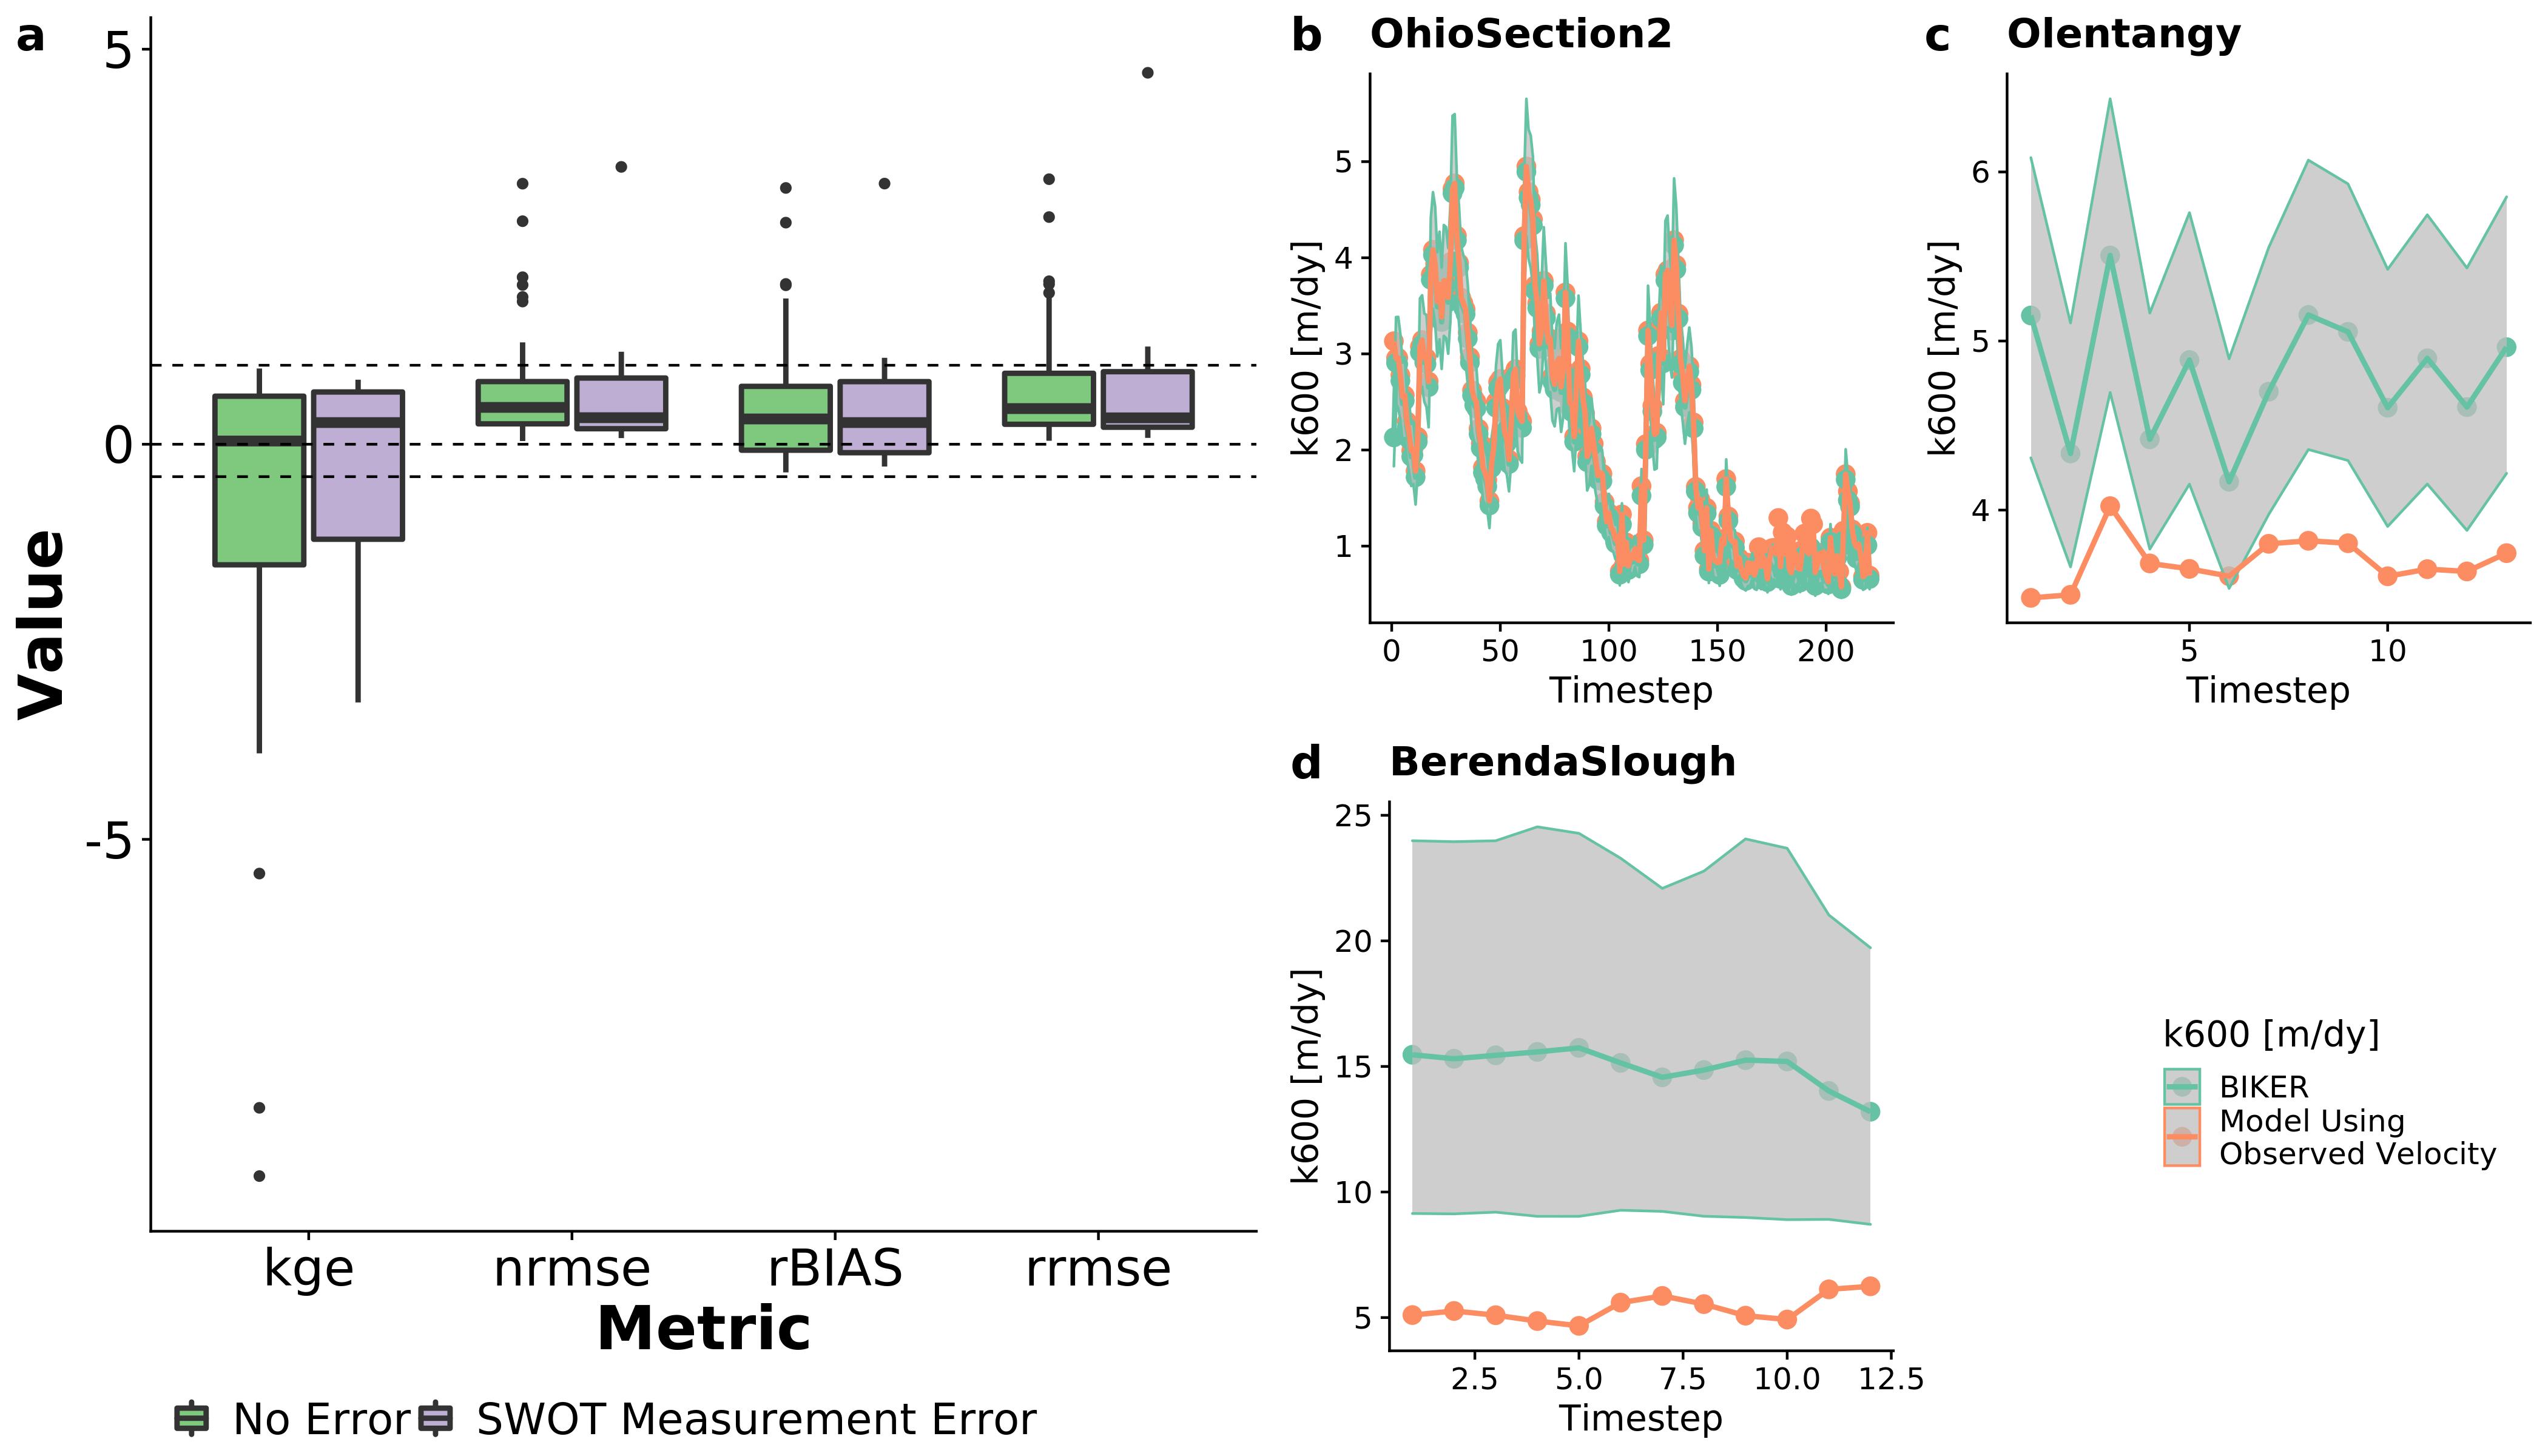 a
5
0
-5
Value
kge nrmse rBIAS rrmse
Metric
No Error SWOT Measurement Error
b OhioSection2
5
4
3
2
1
k600 [m/dy]
0 50 100 150 200
Timestep
c Olentangy
6
5
4
k600 [m/dy]
5 10
Timestep
d BerendaSlough
25
20
15
10
5
k600 [m/dy]
2.5 5.0 7.5 10.0 12.5
Timestep
k600 [m/dy]
BIKER
Model Using
Observed Velocity